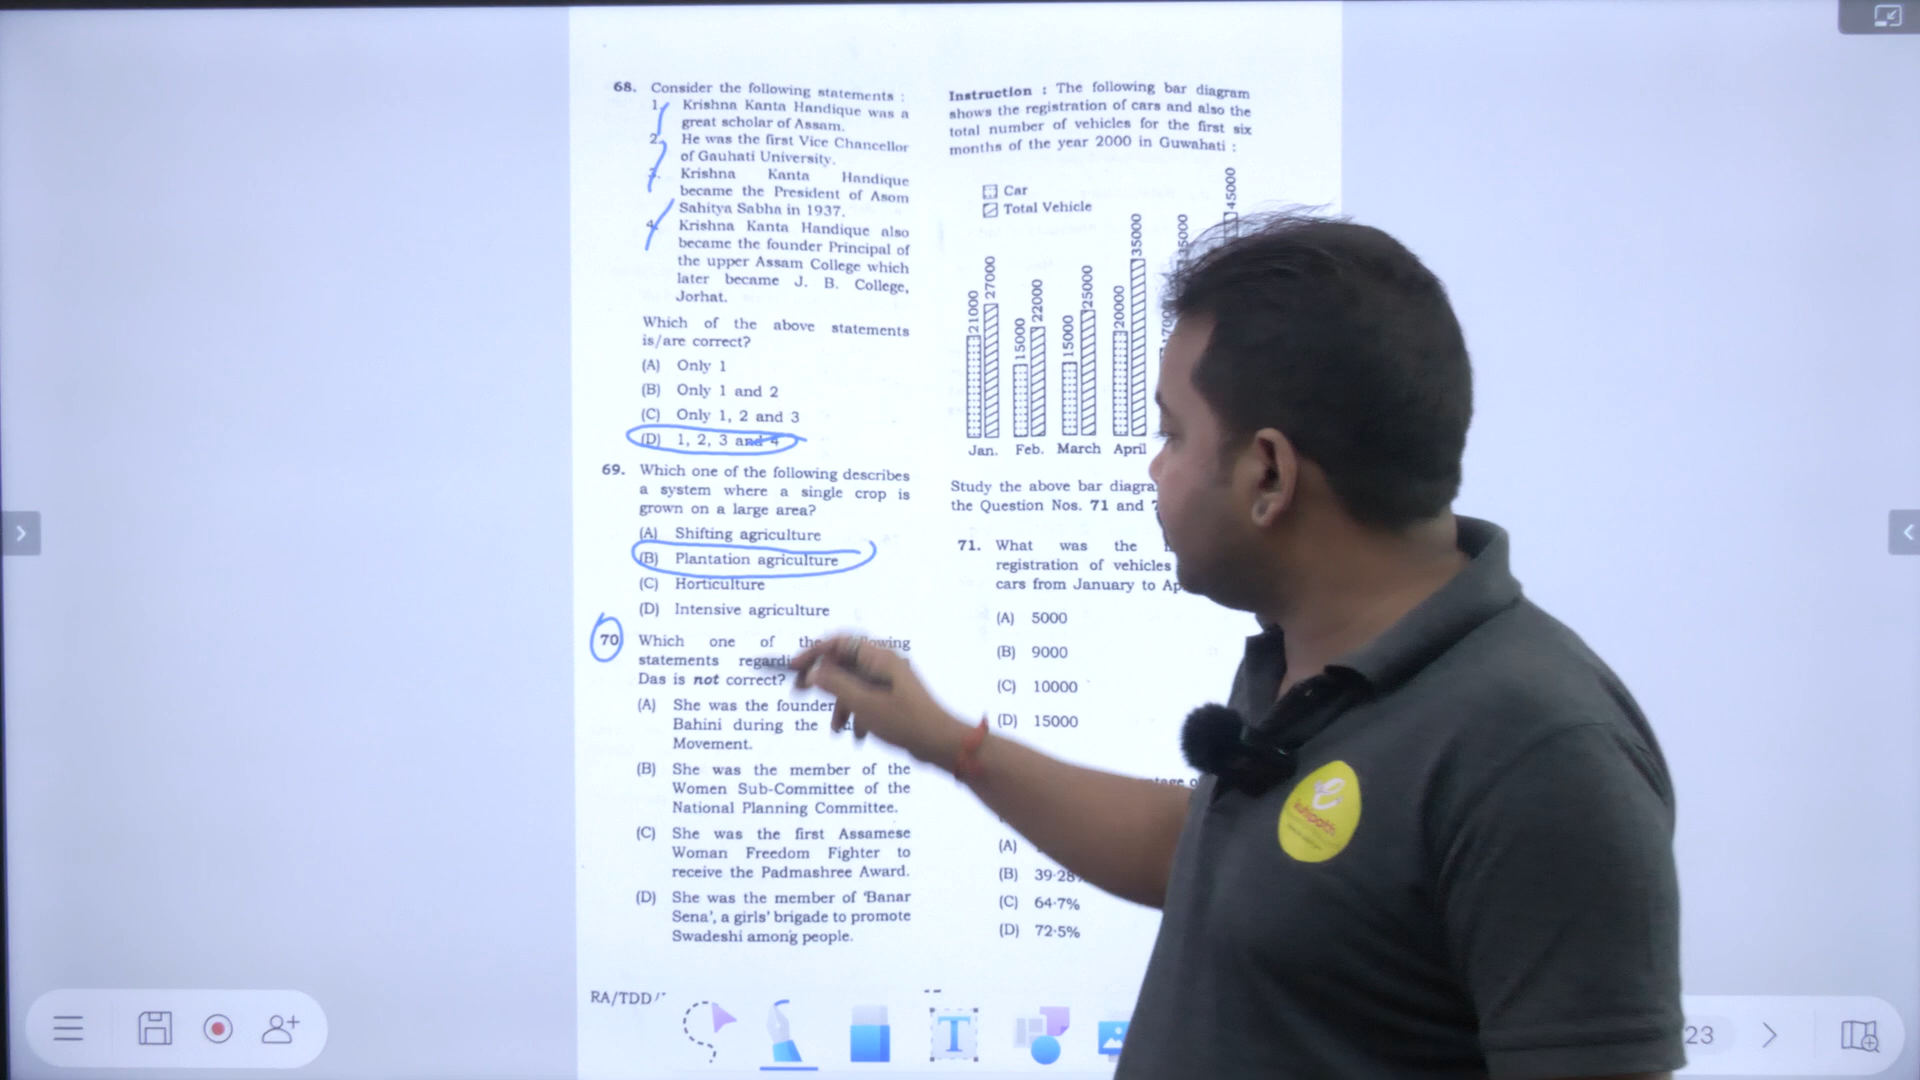 68. Consider the following statements :
1. Krishna Kanta Handique was a
great scholar of Assam.
2. He was the first Vice Chancellor
of Gauhati University.
3. Krishna Kanta Handique
became the President of Asom
Sahitya Sabha in 1937.
4. Krishna Kanta Handique also
became the founder Principal of
the upper Assam College which
later became J. B. College,
Jorhat.
Which of the above statements
is/are correct?
(A) Only 1
(B) Only 1 and 2
(C) Only 1, 2 and 3
(D) 1, 2, 3 and 4
69. Which one of the following describes
a system where a single crop is
grown on a large area?
(A) Shifting agriculture
(B) Plantation agriculture
(C) Horticulture
(D) Intensive agriculture
70 Which one of the
statements
Das is not correct?
(A) She was the founder
Bahini during the
Movement.
(B) She was the member of the
Women Sub-Committee of the
National Planning Committee.
(C) She was the first Assamese
Woman Freedom Fighter to
receive the Padmashree Award.
(D) She was the member of 'Banar
Sena', a girls' brigade to promote
Swadeshi among people.
RA/TDD/
Instruction : The following bar diagram
shows the registration of cars and also the
total number of vehicles for the first six
months of the year 2000 in Guwahati :
Car
Total Vehicle
21000 27000 15000 22000 15000 25000 20000 35000 45000
Jan. Feb. March April
Study the above bar
the Question Nos. 71 and
71. What was the
registration of vehicles
cars from January to
(A) 5000
(B) 9000
(C) 10000
(D) 15000
(A)
(B)
(C) 64·7%
(D) 72·5%
T
23